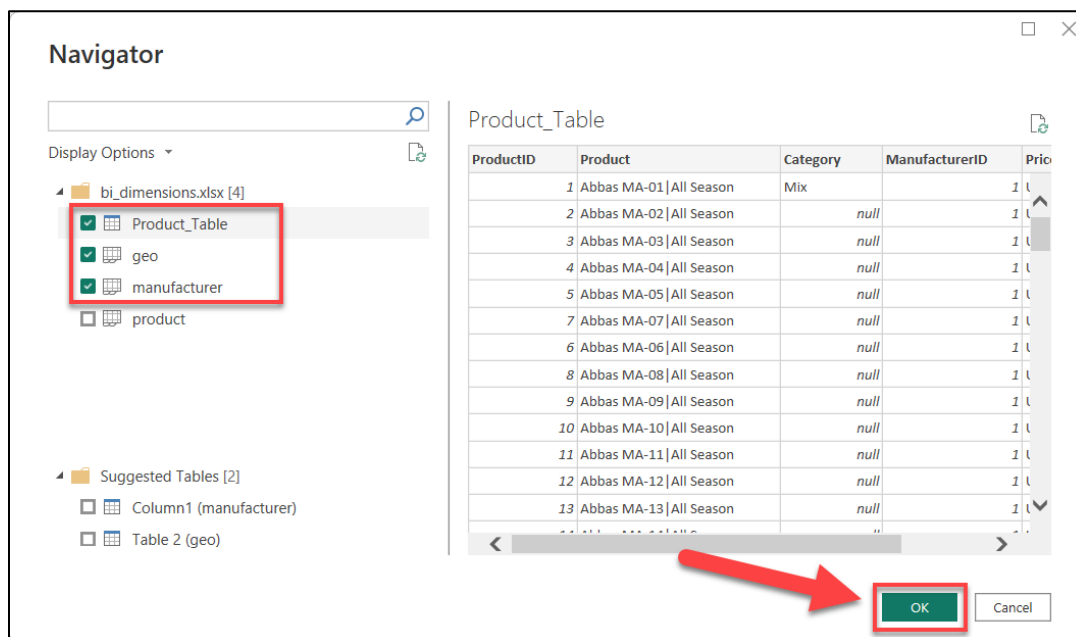 Navigator
Display Options
bi_dimensions.xlsx [4]
Product_Table
geo
manufacturer
product
Suggested Tables [2]
Column1 (manufacturer)
Table 2 (geo)
Product_Table
ProductID Product Category ManufacturerID Price
1 Abbas MA-01|All Season Mix 1 U
2 Abbas MA-02|All Season null 1 U
3 Abbas MA-03|All Season null 1 U
4 Abbas MA-04|All Season null 1 U
5 Abbas MA-05|All Season null 1 U
7 Abbas MA-07|All Season null 1 U
6 Abbas MA-06|All Season null 1 U
8 Abbas MA-08|All Season null 1 U
9 Abbas MA-09|All Season null 1 U
10 Abbas MA-10|All Season null 1 U
11 Abbas MA-11|All Season null 1 U
12 Abbas MA-12|All Season null 1 U
13 Abbas MA-13|All Season null 1 U
OK Cancel